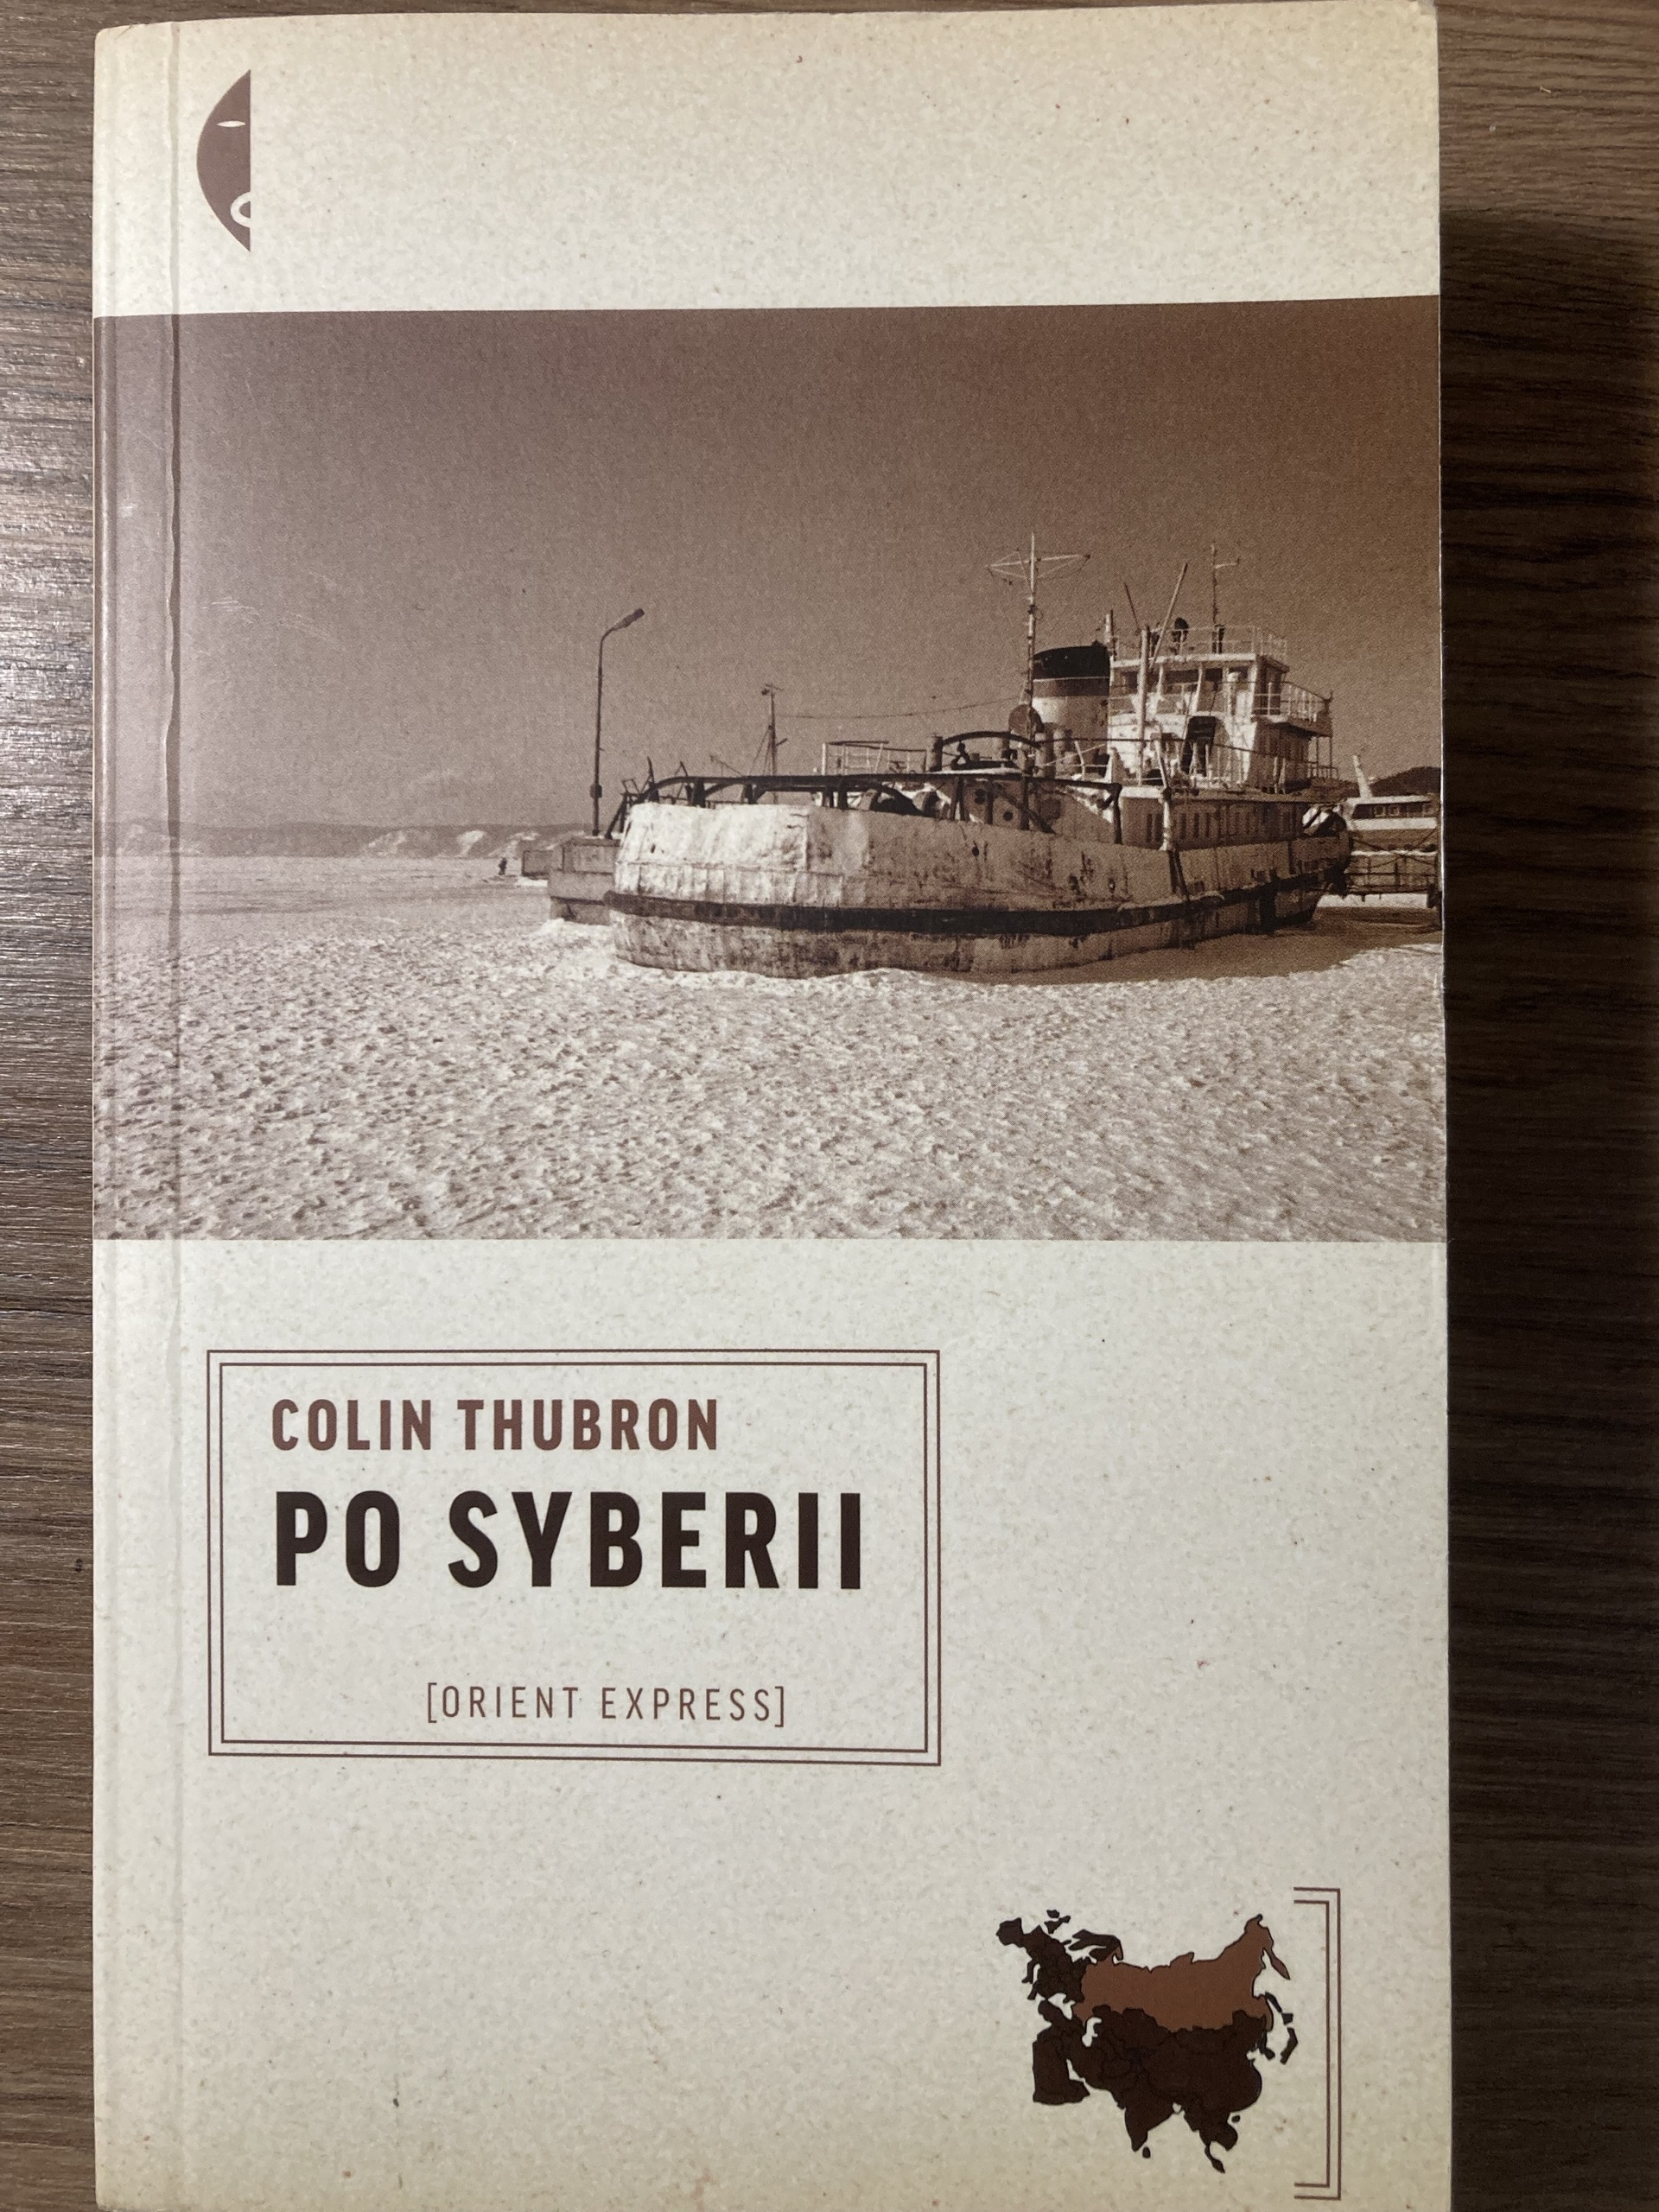 COLIN THUBRON
PO SYBERII
[ORIENT EXPRESS]